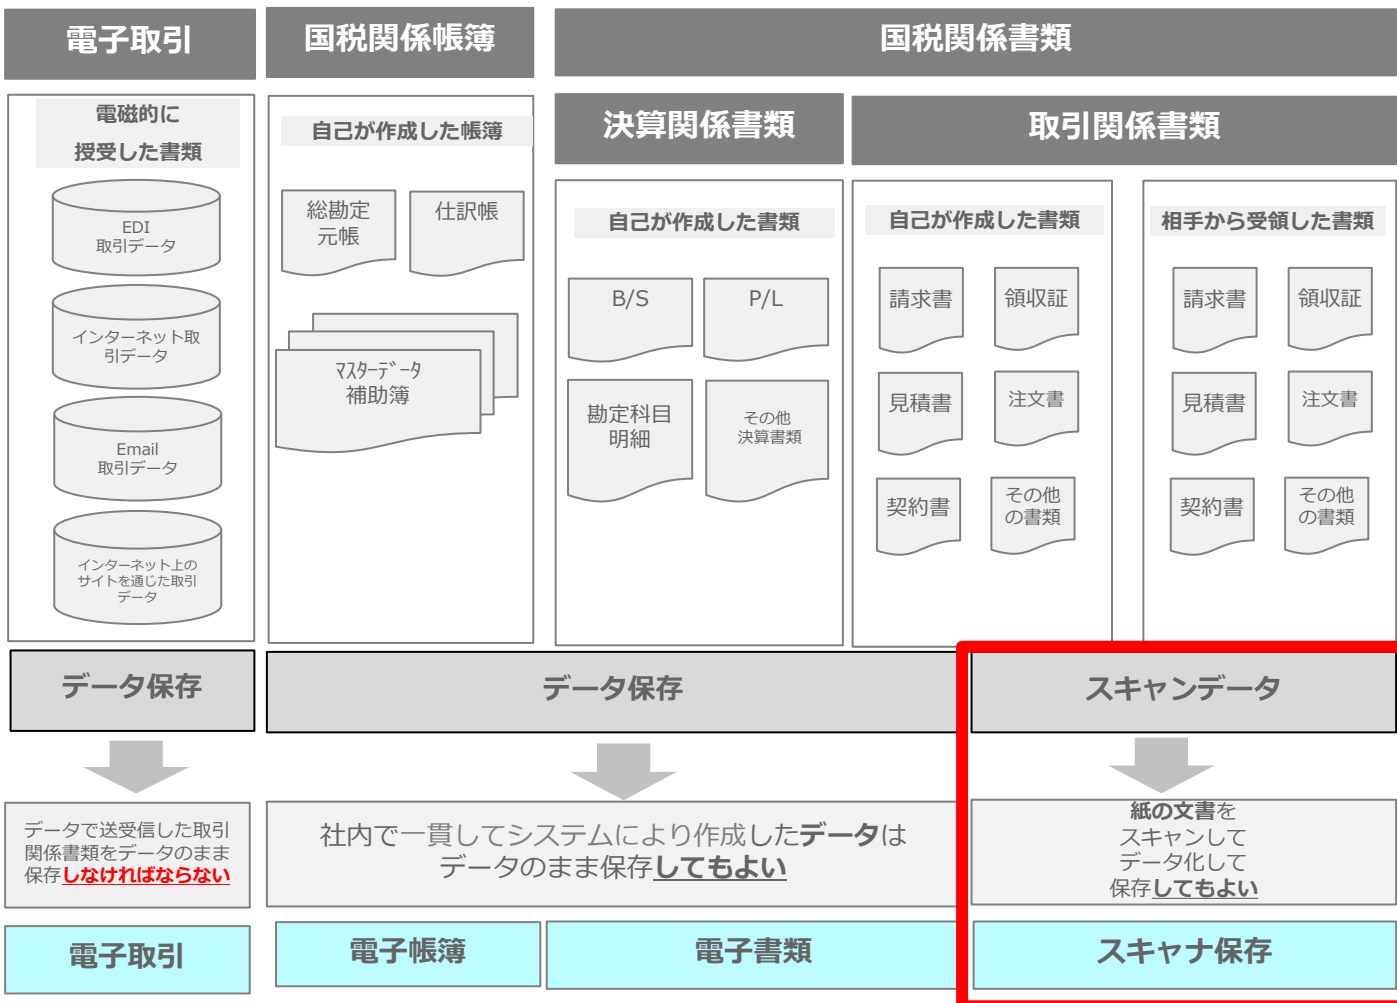 電子取引
国税関係帳簿
国税関係書類
電磁的に
授受した書類
自己が作成した帳簿
決算関係書類
取引関係書類
EDI
取引データ
インターネット取
引データ
Email
取引データ
インターネット上の
サイトを通じた取引
データ
総勘定
元帳
仕訳帳
ﾏｽﾀｰﾃﾞｰﾀ
補助簿
自己が作成した書類
B/S
P/L
勘定科目
明細
その他
決算書類
自己が作成した書類
請求書
領収証
見積書
注文書
契約書
その他
の書類
相手から受領した書類
請求書
領収証
見積書
注文書
契約書
その他
の書類
データ保存
データ保存
スキャンデータ
データで送受信した取引
関係書類をデータのまま
保存しなければならない
社内で一貫してシステムにより作成したデータは
データのまま保存してもよい
紙の文書を
スキャンして
データ化して
保存してもよい
電子取引
電子帳簿
電子書類
スキャナ保存